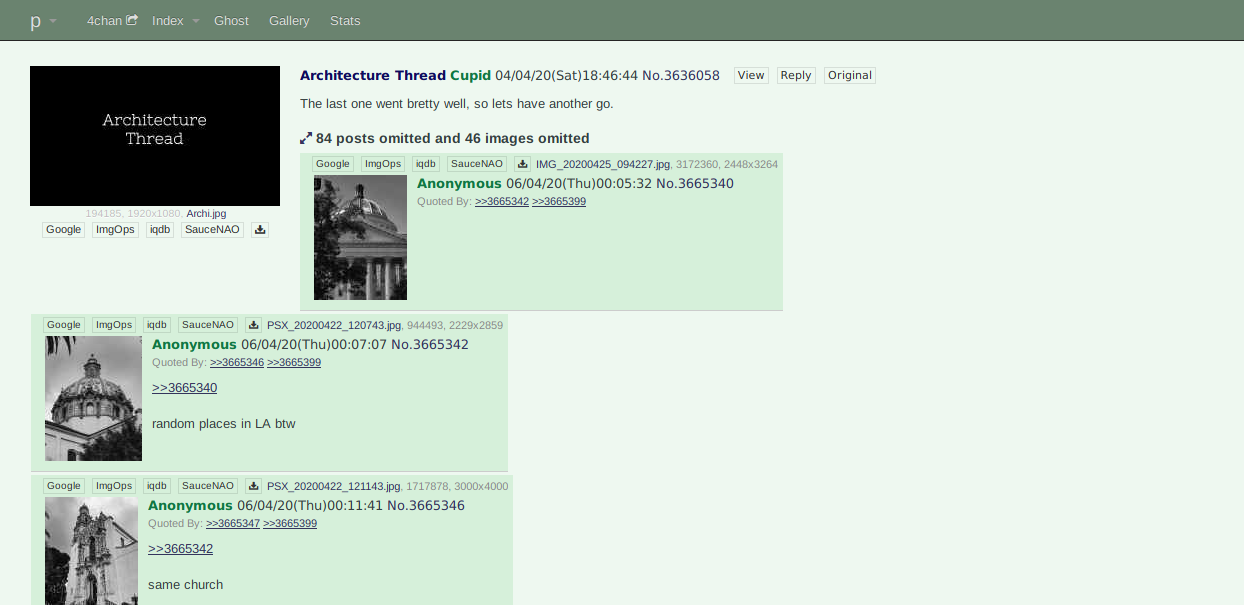 p 4chan Index Ghost Gallery Stats
Architecture
Thread
194185, 1920x1080, Archi.jpg
Google ImgOps iqdb SauceNAO
Architecture Thread Cupid 04/04/20(Sat)18:46:44 No.3636058 View Reply Original
The last one went bretty well, so lets have another go.
84 posts omitted and 46 images omitted
Google ImgOps iqdb SauceNAO IMG_20200425_094227.jpg, 3172360, 2448x3264
Anonymous 06/04/20(Thu)00:05:32 No.3665340
Quoted By: >>3665342 >>3665399
Google ImgOps iqdb SauceNAO PSX_20200422_120743.jpg, 944493, 2229x2859
Anonymous 06/04/20(Thu)00:07:07 No.3665342
Quoted By: >>3665346 >>3665399
>>3665340
random places in LA btw
Google ImgOps iqdb SauceNAO PSX_20200422_121143.jpg, 1717878, 3000x4000
Anonymous 06/04/20(Thu)00:11:41 No.3665346
Quoted By: >>3665347 >>3665399
>>3665342
same church